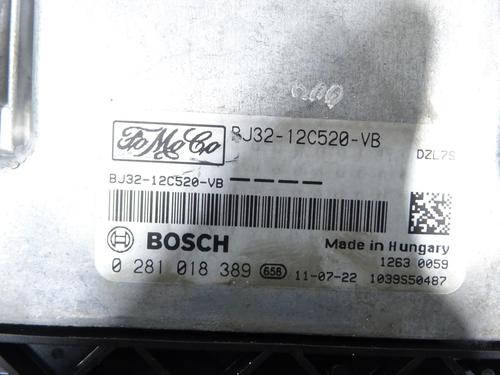 FoMoCo BJ32-12C520-VB
DZL7S
BJ32-12C520-VB ————
BOSCH
Made in Hungary
1263 0059
0 281 018 389 656 11-07-22 1039S50487